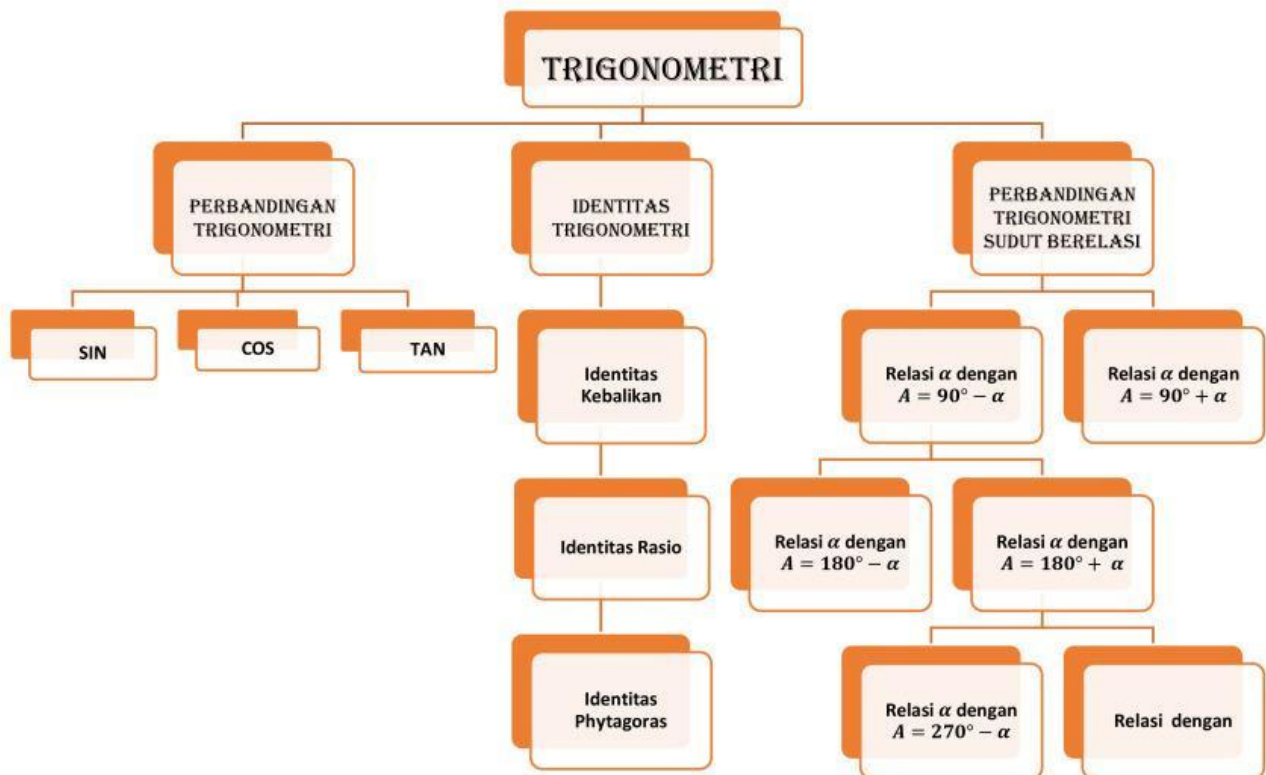 TRIGONOMETRI
PERBANDINGAN
TRIGONOMETRI
IDENTITAS
TRIGONOMETRI
PERBANDINGAN
TRIGONOMETRI
SUDUT BERELASI
SIN
COS
TAN
Identitas
Kebalikan
Relasi α dengan
A = 90° − α
Relasi α dengan
A = 90° + α
Identitas Rasio
Relasi α dengan
A = 180° − α
Relasi α dengan
A = 180° + α
Identitas
Phytagoras
Relasi α dengan
A = 270° − α
Relasi dengan